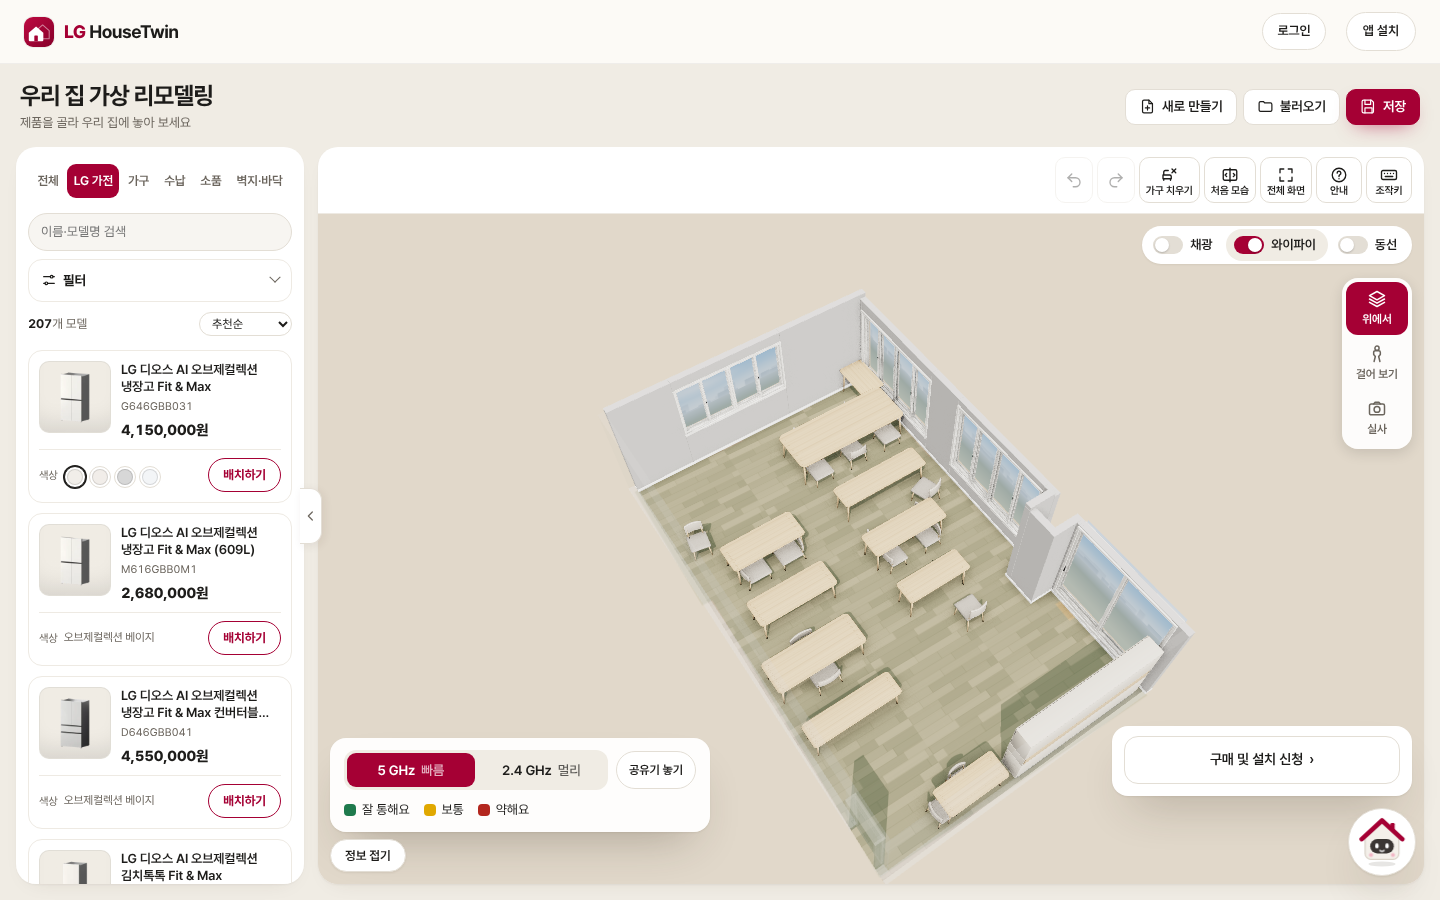 LG HouseTwin
로그인
앱 설치
우리 집 가상 리모델링
제품을 골라 우리 집에 놓아 보세요
새로 만들기
불러오기
저장
전체
LG 가전
가구
수납
소품
벽지·바닥
이름·모델명 검색
필터
207개 모델
추천순
LG 디오스 AI 오브제컬렉션
냉장고 Fit & Max
G646GBB031
4,150,000원
색상
배치하기
LG 디오스 AI 오브제컬렉션
냉장고 Fit & Max (609L)
M616GBB0M1
2,680,000원
색상 오브제컬렉션 베이지
배치하기
LG 디오스 AI 오브제컬렉션
냉장고 Fit & Max 컨버터블...
D646GBB041
4,550,000원
색상 오브제컬렉션 베이지
배치하기
LG 디오스 AI 오브제컬렉션
김치톡톡 Fit & Max
가구 치우기
처음 모습
전체 화면
안내
조작키
채광
와이파이
동선
위에서
걸어 보기
실사
5 GHz 빠름
2.4 GHz 멀리
공유기 놓기
잘 통해요
보통
약해요
정보 접기
구매 및 설치 신청 ›